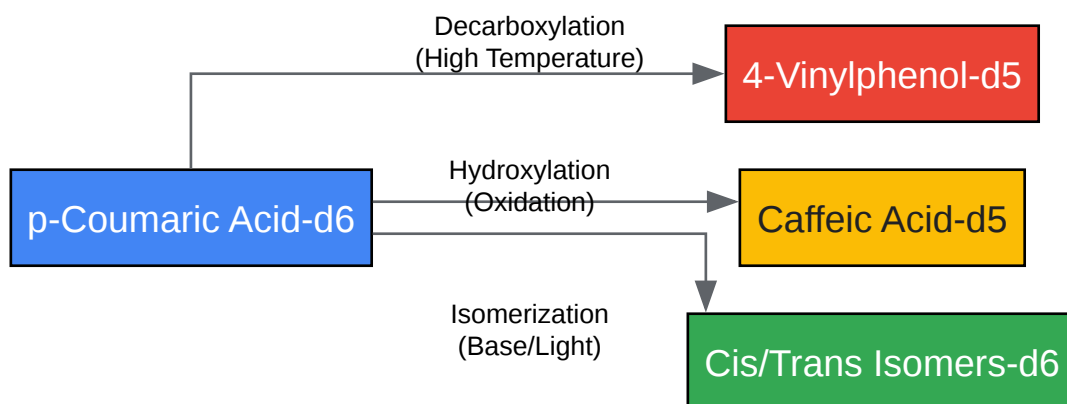 Decarboxylation
(High Temperature)
4-Vinylphenol-d5
p-Coumaric Acid-d6
Hydroxylation
(Oxidation)
Caffeic Acid-d5
Isomerization
(Base/Light)
Cis/Trans Isomers-d6